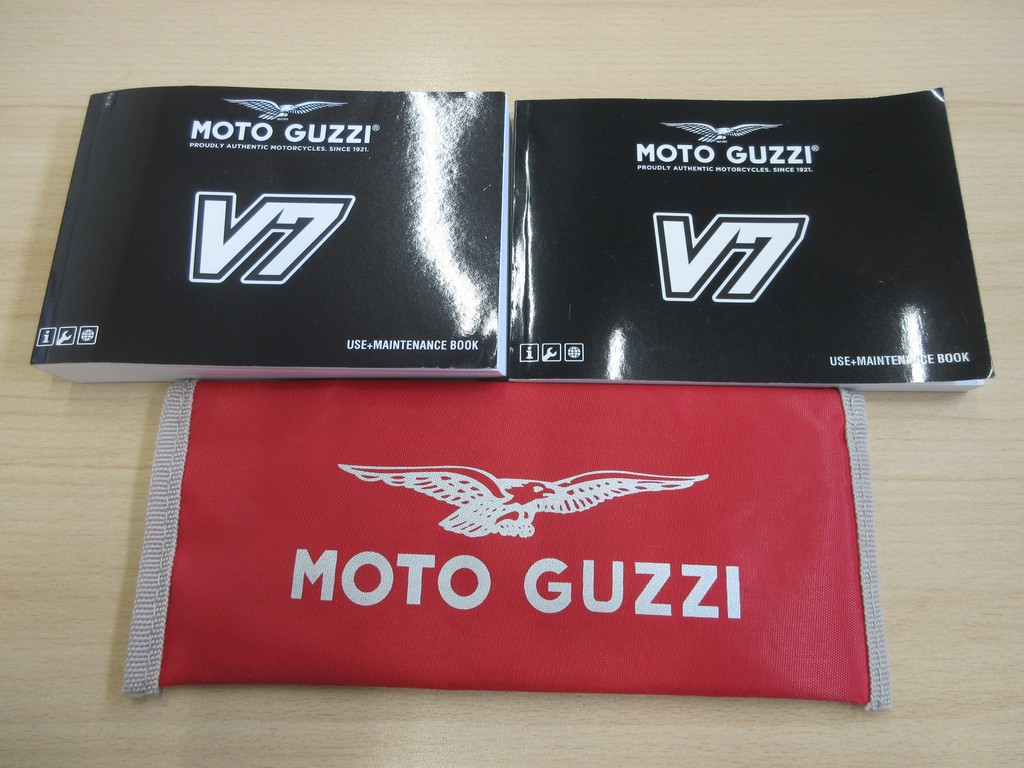 MOTO GUZZI®
PROUDLY AUTHENTIC MOTORCYCLES. SINCE 1921.
V7
USE+MAINTENANCE BOOK
MOTO GUZZI®
PROUDLY AUTHENTIC MOTORCYCLES. SINCE 1921.
V7
USE+MAINTENANCE BOOK
MOTO GUZZI